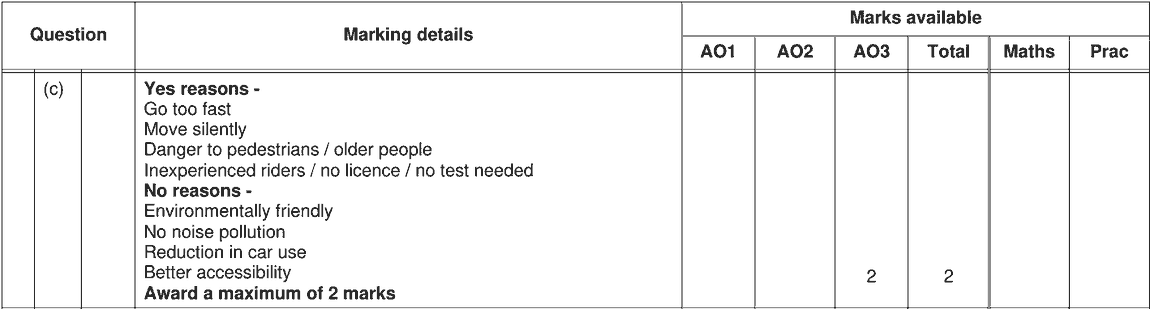 Question Marking details Marks available
AO1 AO2 AO3 Total Maths Prac
(c) Yes reasons -
Go too fast
Move silently
Danger to pedestrians / older people
Inexperienced riders / no licence / no test needed
No reasons -
Environmentally friendly
No noise pollution
Reduction in car use
Better accessibility 2 2
Award a maximum of 2 marks